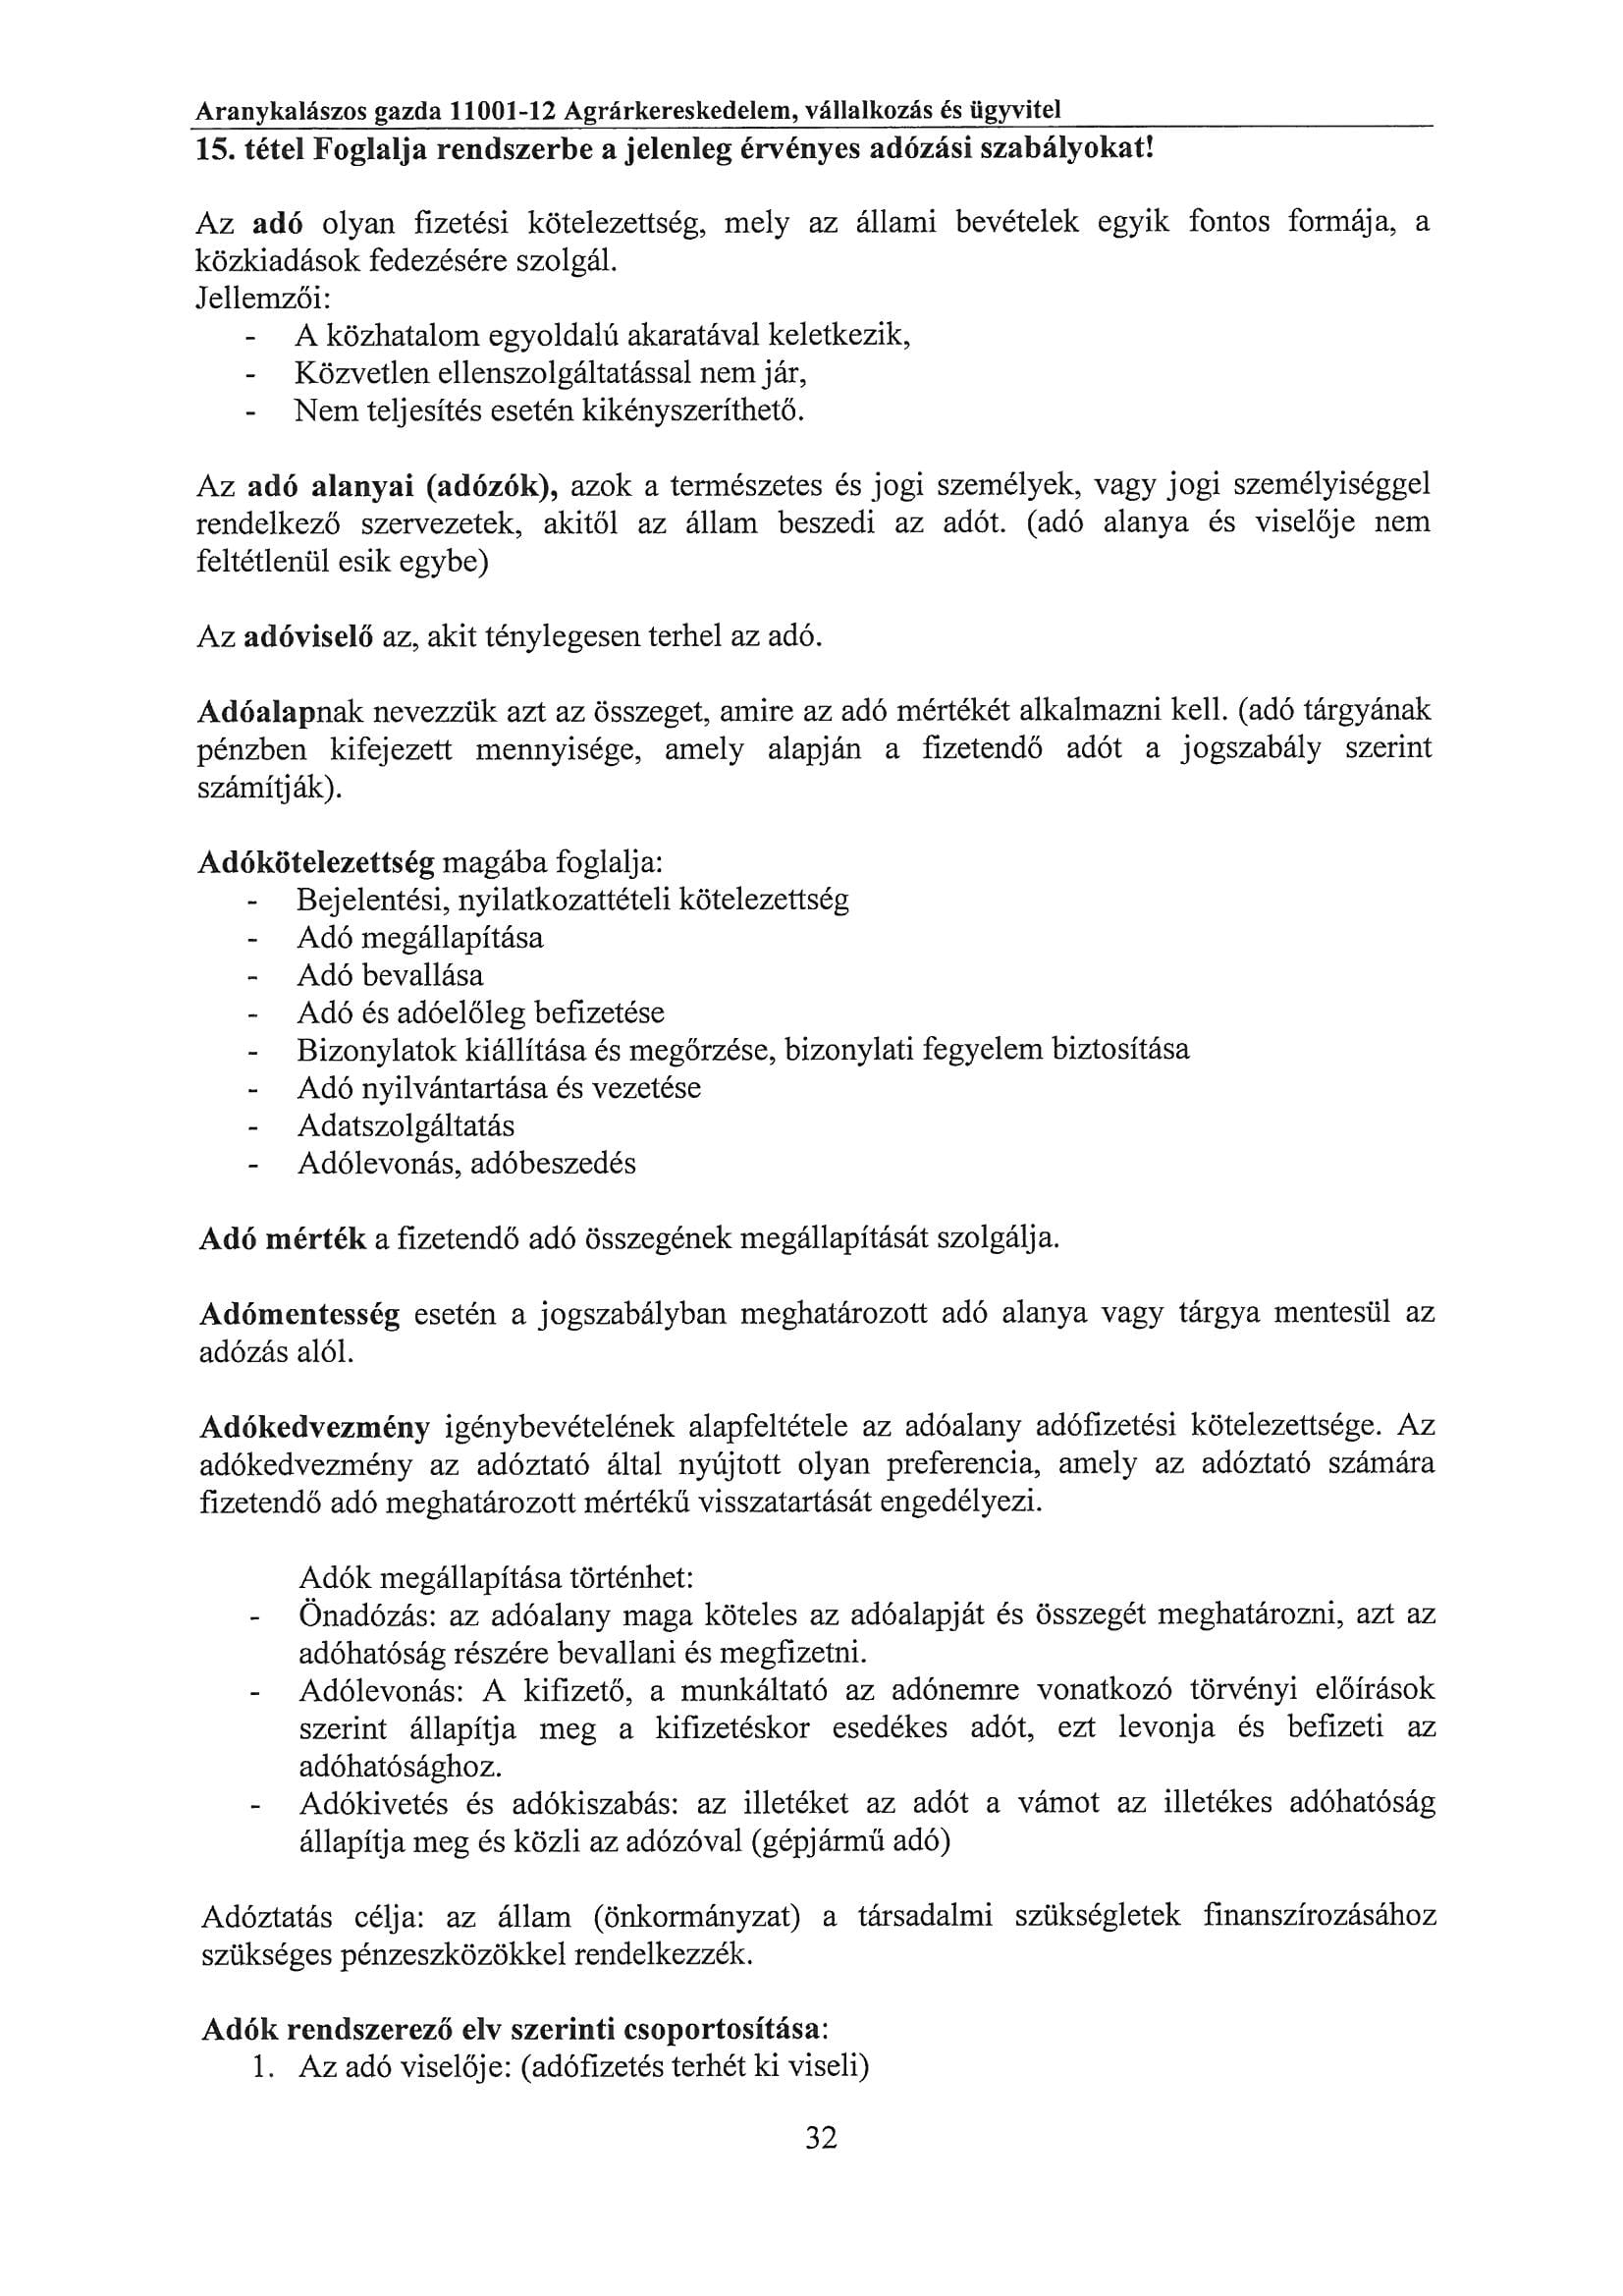 Aranykalászos gazda 11001-12 Agrárkereskedelem, vállalkozás és ügyvitel
15. tétel Foglalja rendszerbe a jelenleg érvényes adózási szabályokat!
Az adó olyan fizetési kötelezettség, mely az állami bevételek egyik fontos formája, a
közkiadások fedezésére szolgál.
Jellemzői:
- A közhatalom egyoldalú akaratával keletkezik,
- Közvetlen ellenszolgáltatással nem jár,
- Nem teljesítés esetén kikényszeríthető.
Az adó alanyai (adózók), azok a természetes és jogi személyek, vagy jogi személyiséggel
rendelkező szervezetek, akitől az állam beszedi az adót. (adó alanya és viselője nem
feltétlenül esik egybe)
Az adóviselő az, akit ténylegesen terhel az adó.
Adóalapnak nevezzük azt az összeget, amire az adó mértékét alkalmazni kell. (adó tárgyának
pénzben kifejezett mennyisége, amely alapján a fizetendő adót a jogszabály szerint
számítják).
Adókötelezettség magába foglalja:
- Bejelentési, nyilatkozattételi kötelezettség
- Adó megállapítása
- Adó bevallása
- Adó és adóelőleg befizetése
- Bizonylatok kiállítása és megőrzése, bizonylati fegyelem biztosítása
- Adó nyilvántartása és vezetése
- Adatszolgáltatás
- Adólevonás, adóbeszedés
Adó mérték a fizetendő adó összegének megállapítását szolgálja.
Adómentesség esetén a jogszabályban meghatározott adó alanya vagy tárgya mentesül az
adózás alól.
Adókedvezmény igénybevételének alapfeltétele az adóalany adófizetési kötelezettsége. Az
adókedvezmény az adóztató által nyújtott olyan preferencia, amely az adóztató számára
fizetendő adó meghatározott mértékű visszatartását engedélyezi.
Adók megállapítása történhet:
- Önadózás: az adóalany maga köteles az adóalapját és összegét meghatározni, azt az
adóhatóság részére bevallani és megfizetni.
- Adólevonás: A kifizető, a munkáltató az adónemre vonatkozó törvényi előírások
szerint állapítja meg a kifizetéskor esedékes adót, ezt levonja és befizeti az
adóhatósághoz.
- Adókivetés és adókiszabás: az illetéket az adót a vámot az illetékes adóhatóság
állapítja meg és közli az adózóval (gépjármű adó)
Adóztatás célja: az állam (önkormányzat) a társadalmi szükségletek finanszírozásához
szükséges pénzeszközökkel rendelkezzék.
Adók rendszerező elv szerinti csoportosítása:
1. Az adó viselője: (adófizetés terhét ki viseli)
32